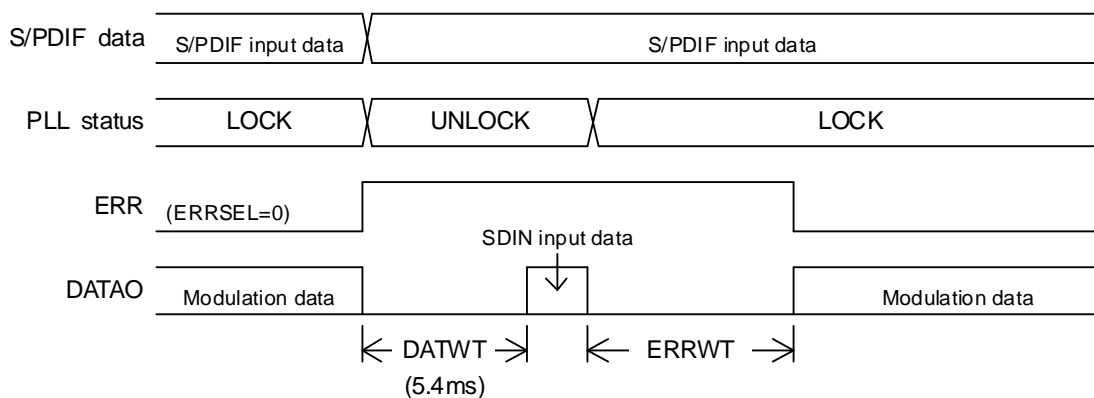 S/PDIF data S/PDIF input data S/PDIF input data
PLL status LOCK UNLOCK LOCK
ERR (ERRSEL=0)
SDIN input data
DATAO Modulation data Modulation data
DATWT ERRWT
(5.4ms)